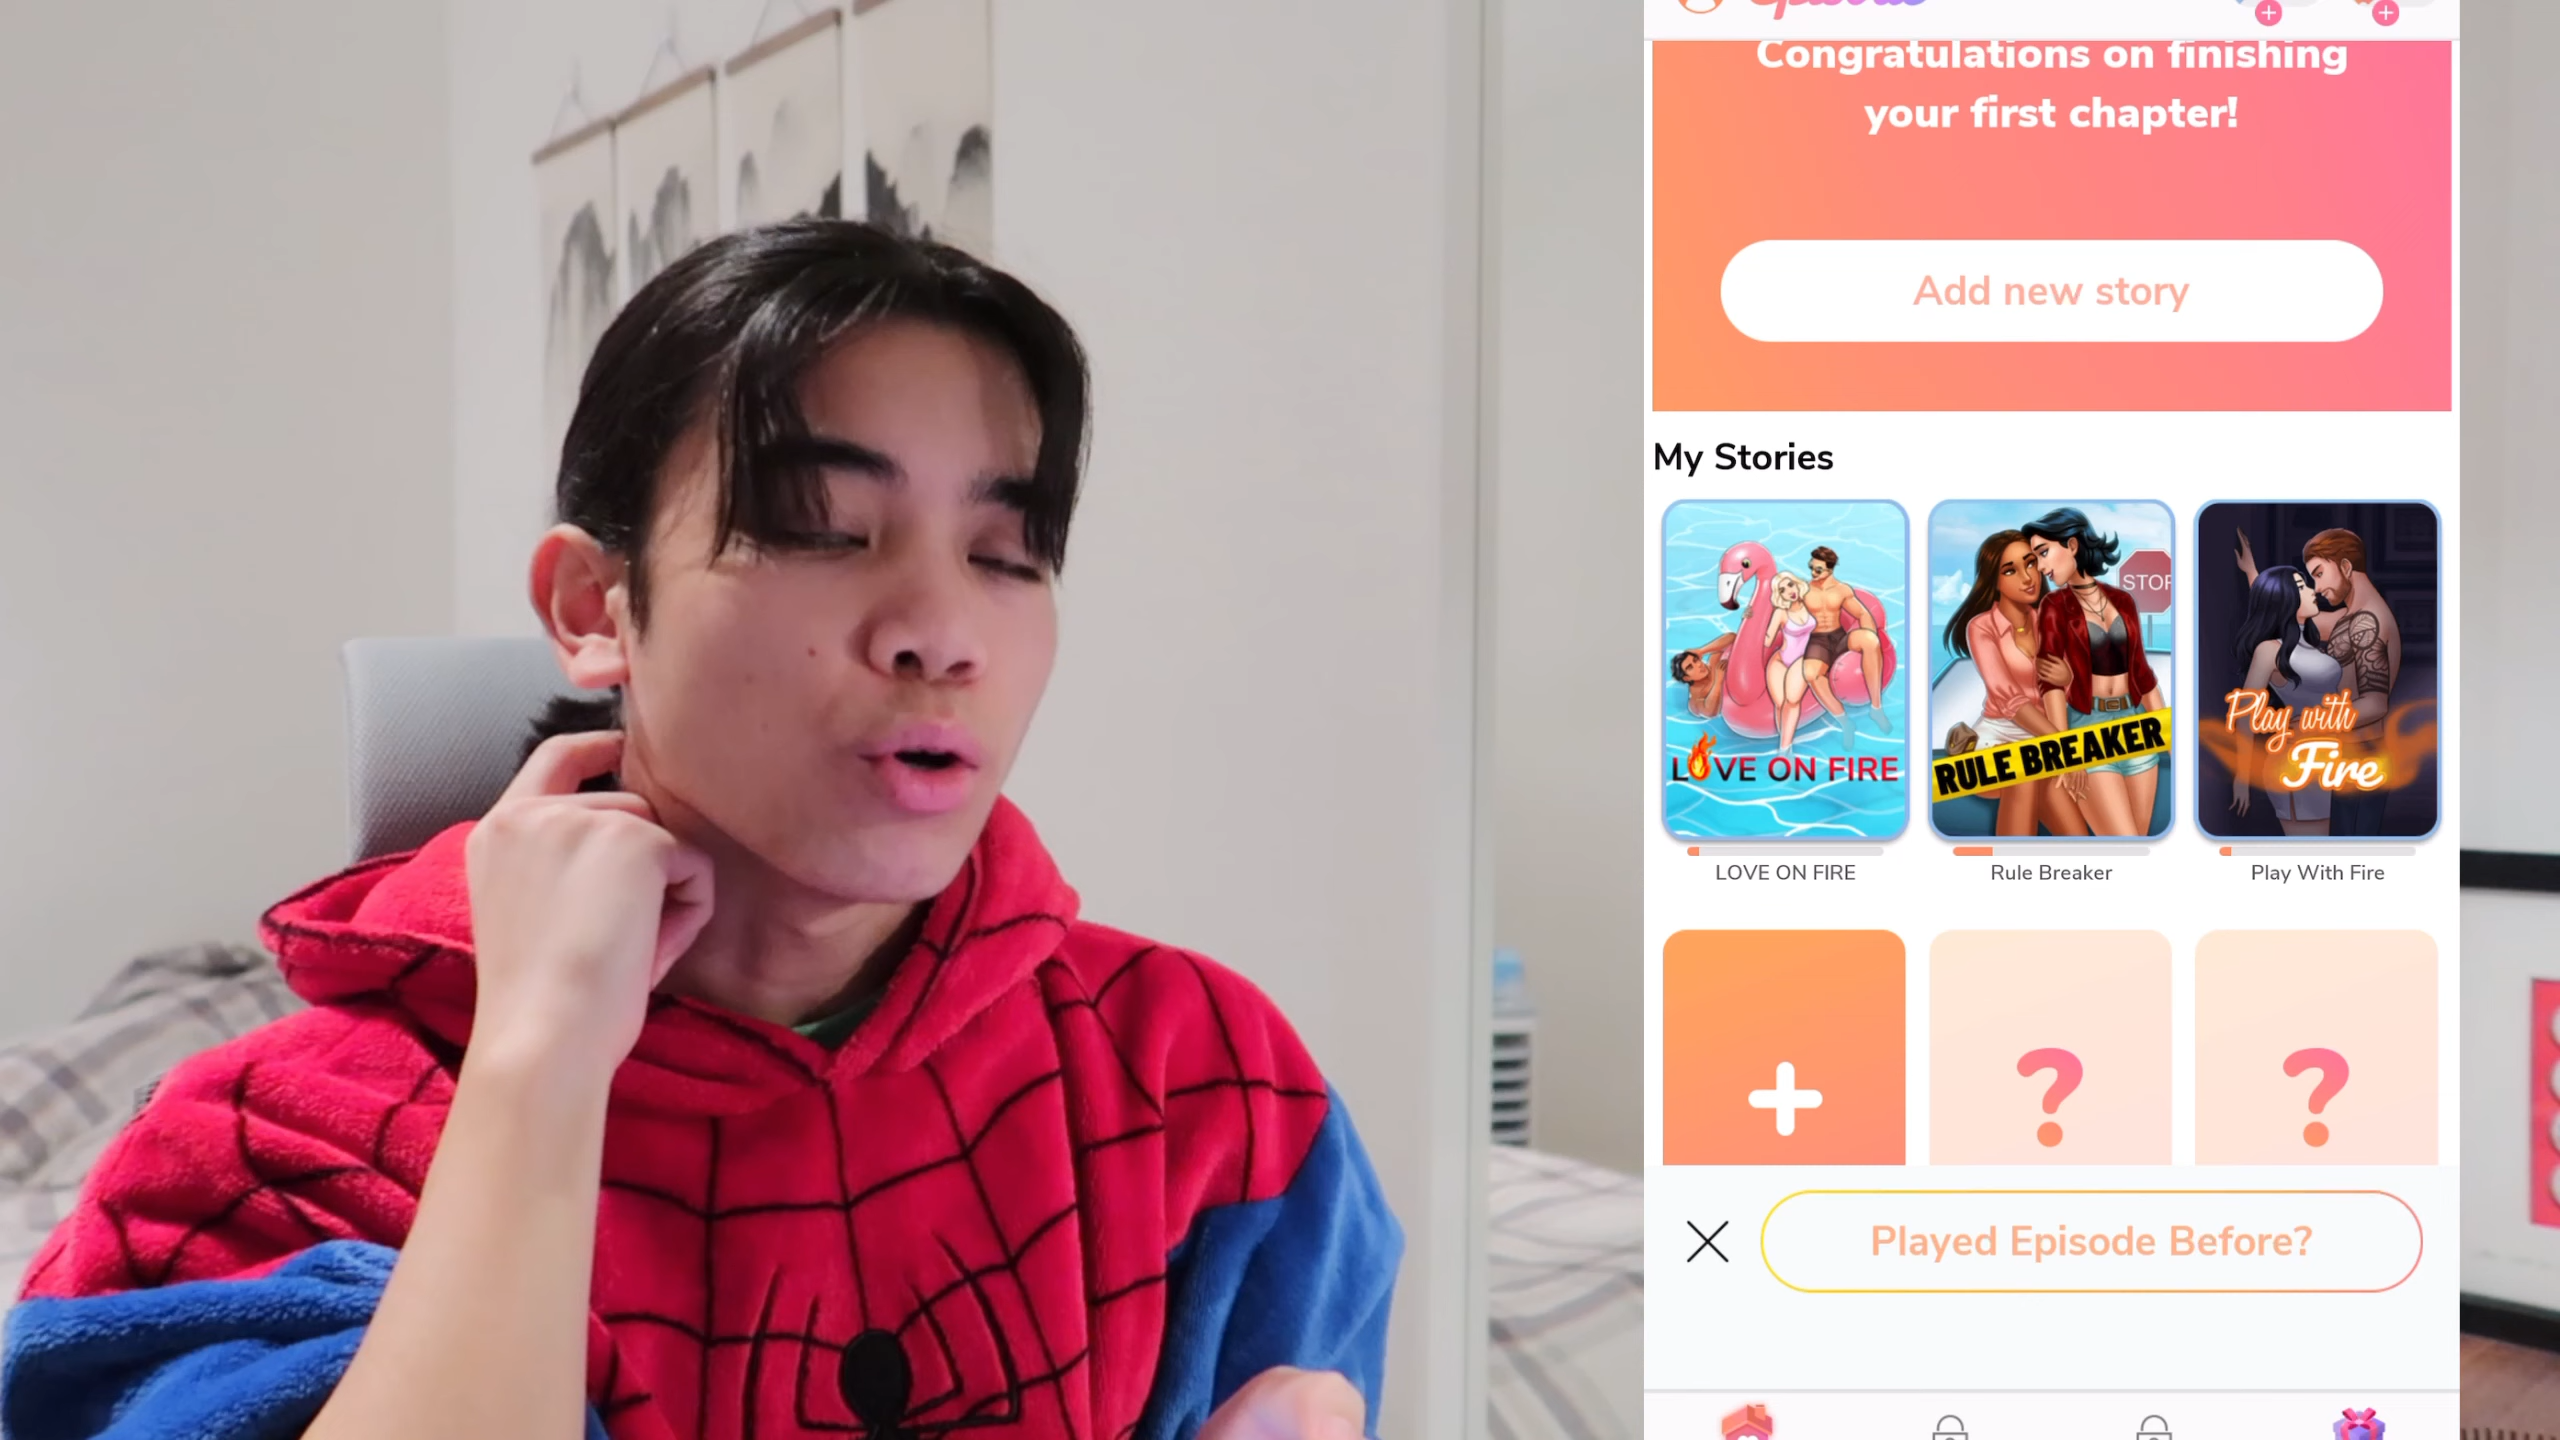 Congratulations on finishing
your first chapter!
Add new story
My Stories
STOP
LOVE ON FIRE
RULE BREAKER
Play with
Fire
LOVE ON FIRE
Rule Breaker
Play With Fire
Played Episode Before?